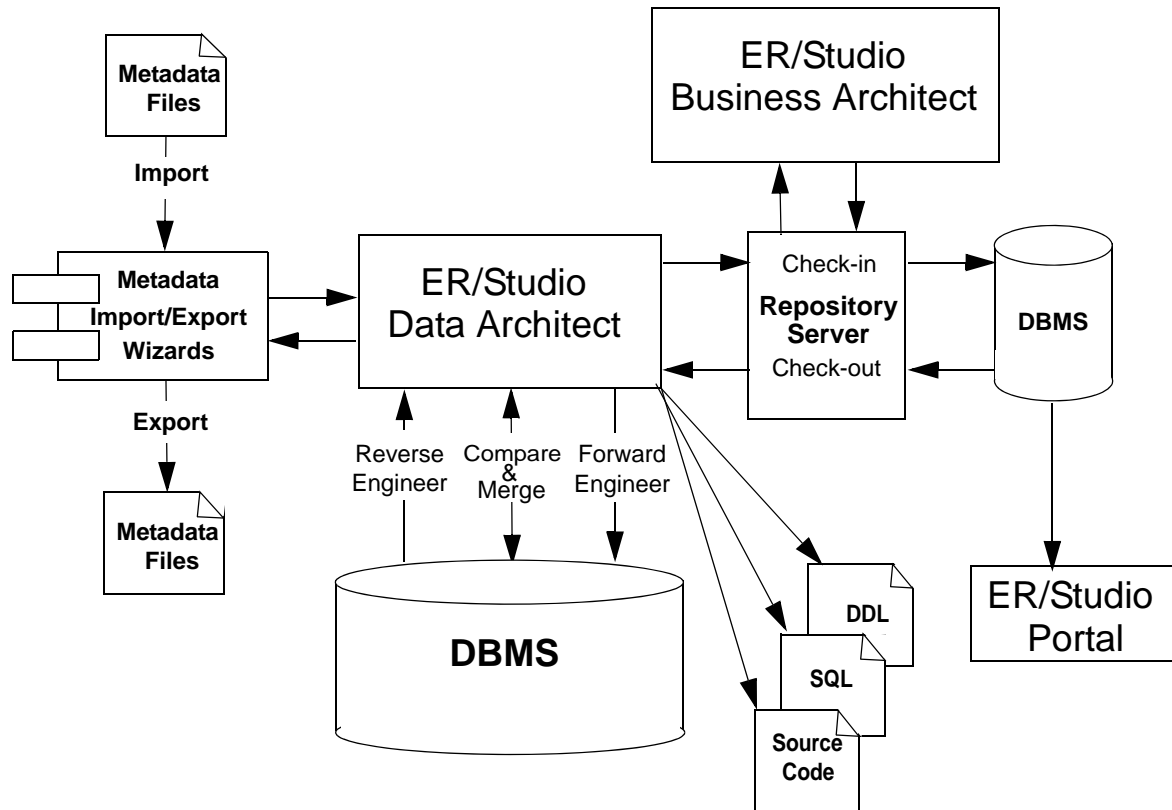 Metadata
Files
Import
Metadata
Import/Export
Wizards
Export
Metadata
Files
ER/Studio
Data Architect
Reverse
Engineer
Compare
&
Merge
Forward
Engineer
DBMS
ER/Studio
Business Architect
Check-in
Repository
Server
Check-out
DBMS
ER/Studio
Portal
DDL
SQL
Source
Code